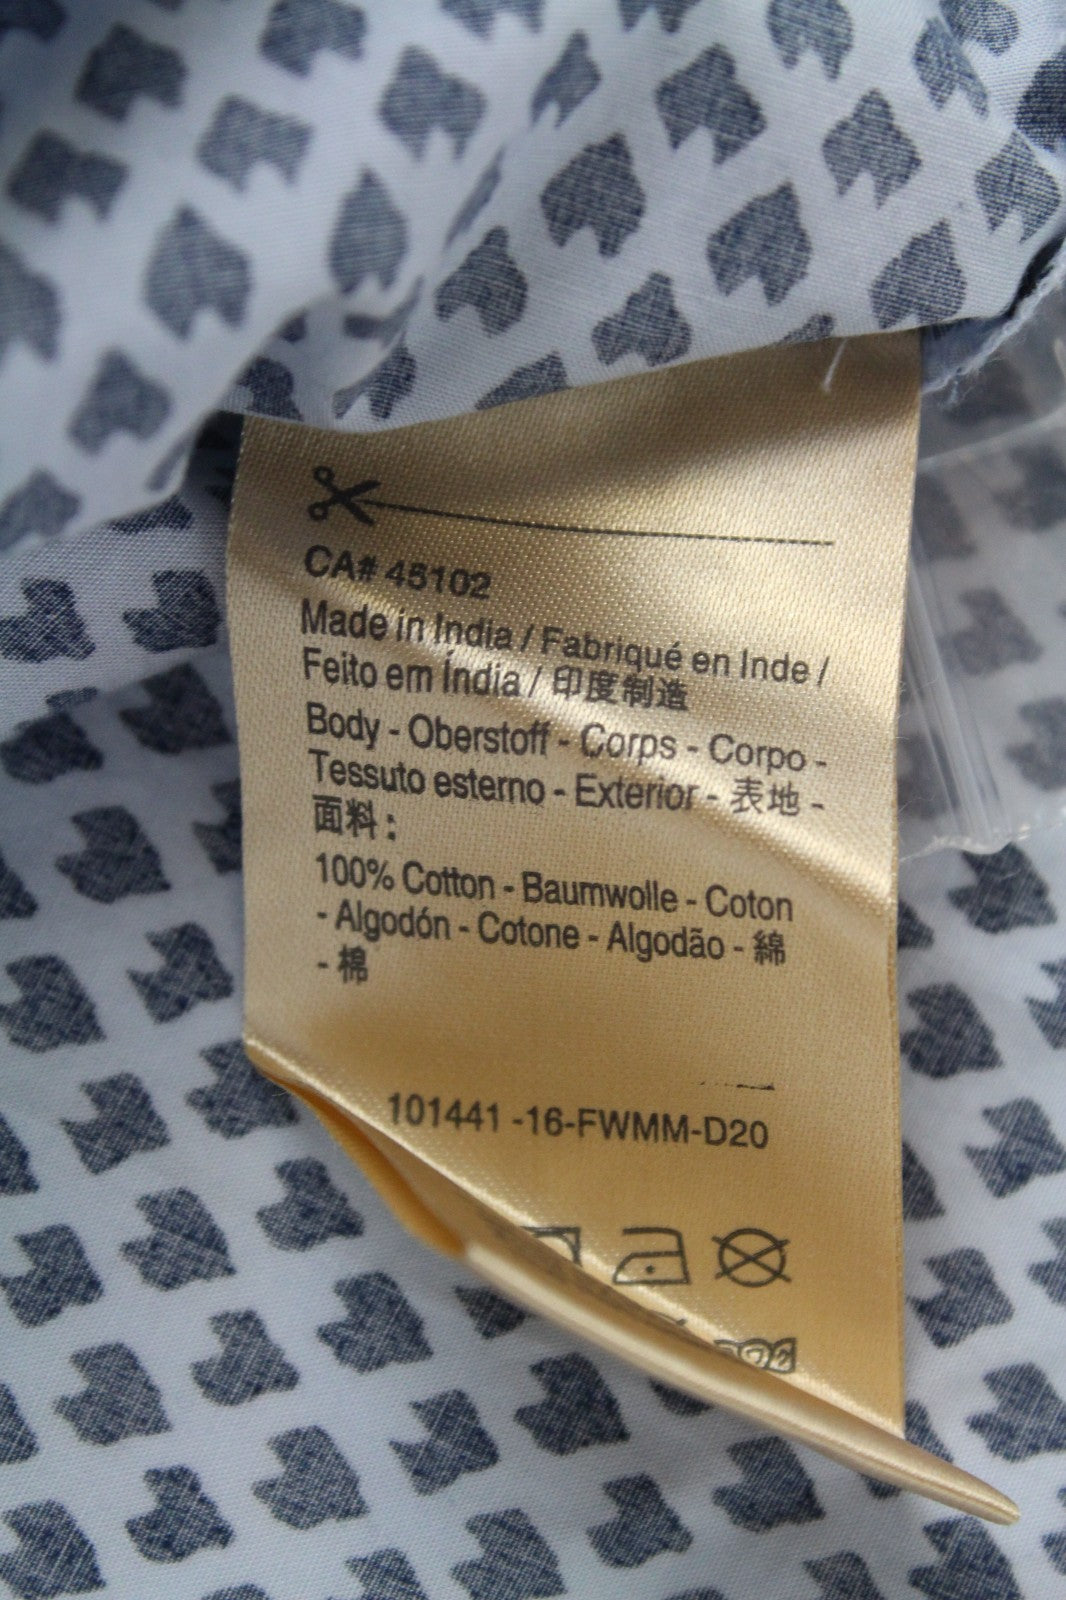 CA# 45102
Made in India / Fabriqué en Inde /
Feito em Índia / 印度制造
Body - Oberstoff - Corps - Corpo -
Tessuto esterno - Exterior - 表地 -
面料:
100% Cotton - Baumwolle - Coton
- Algodón - Cotone - Algodão - 綿
- 棉
101441 -16-FWMM-D20